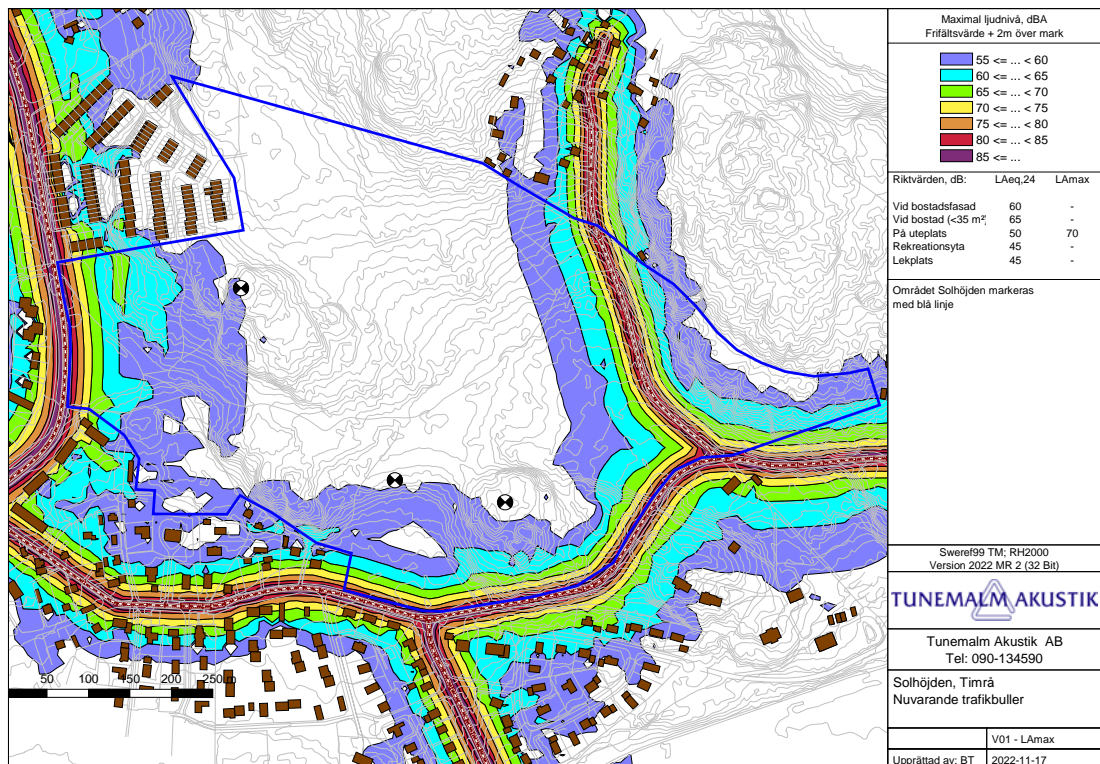 Maximal ljudnivå, dBA
Frifältsvärde + 2m över mark
55 <= ... < 60
60 <= ... < 65
65 <= ... < 70
70 <= ... < 75
75 <= ... < 80
80 <= ... < 85
85 <= ...
Riktvärden, dB: LAeq,24 LAmax
Vid bostadsfasad 60 -
Vid bostad (<35 m² 65 -
På uteplats 50 70
Rekreationsyta 45 -
Lekplats 45 -
Området Solhöjden markeras
med blå linje
Sweref99 TM; RH2000
Version 2022 MR 2 (32 Bit)
TUNEMALM AKUSTIK
Tunemalm Akustik AB
Tel: 090-134590
Solhöjden, Timrå
Nuvarande trafikbuller
V01 - LAmax
Upprättad av: BT 2022-11-17
50 100 150 200 250 m